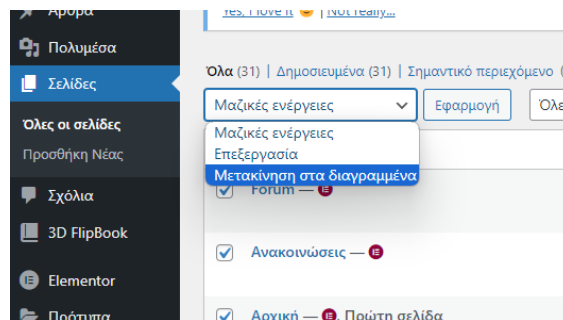 Άρθρα
Πολυμέσα
Σελίδες
Όλες οι σελίδες
Προσθήκη Νέας
Σχόλια
3D FlipBook
Elementor
Πρότυπα
Yes, I love it | Not really...
Όλα (31) | Δημοσιευμένα (31) | Σημαντικό περιεχόμενο (
Μαζικές ενέργειες
Εφαρμογή
Όλε
Μαζικές ενέργειες
Επεξεργασία
Μετακίνηση στα διαγραμμένα
Forum —
Ανακοινώσεις —
Αρχική — , Πρώτη σελίδα